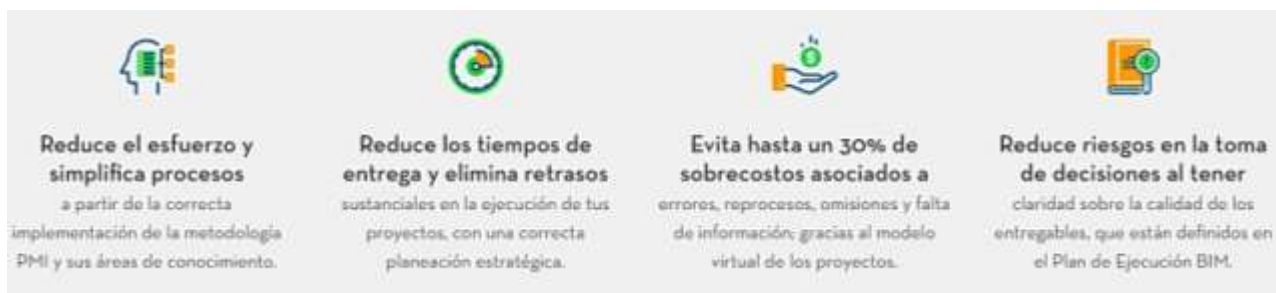 Reduce el esfuerzo y
simplifica procesos
a partir de la correcta
implementación de la metodología
PMI y sus áreas de conocimiento.
Reduce los tiempos de
entrega y elimina retrasos
sustanciales en la ejecución de tus
proyectos, con una correcta
planeación estratégica.
Evita hasta un 30% de
sobrecostos asociados a
errores, reprocesos, omisiones y falta
de información; gracias al modelo
virtual de los proyectos.
Reduce riesgos en la toma
de decisiones al tener
claridad sobre la calidad de los
entregables, que están definidos en
el Plan de Ejecución BIM.